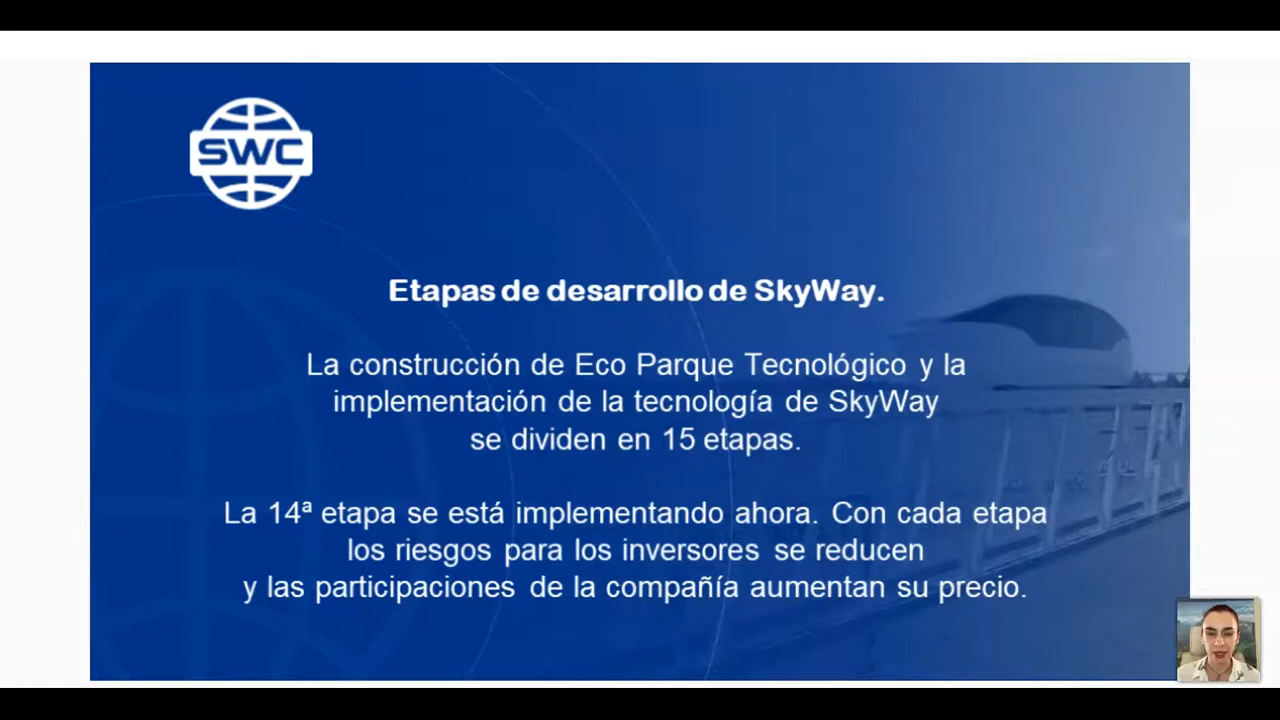 SWC
Etapas de desarrollo de SkyWay.
La construcción de Eco Parque Tecnológico y la
implementación de la tecnología de SkyWay
se dividen en 15 etapas.
La 14ª etapa se está implementando ahora. Con cada etapa
los riesgos para los inversores se reducen
y las participaciones de la compañía aumentan su precio.